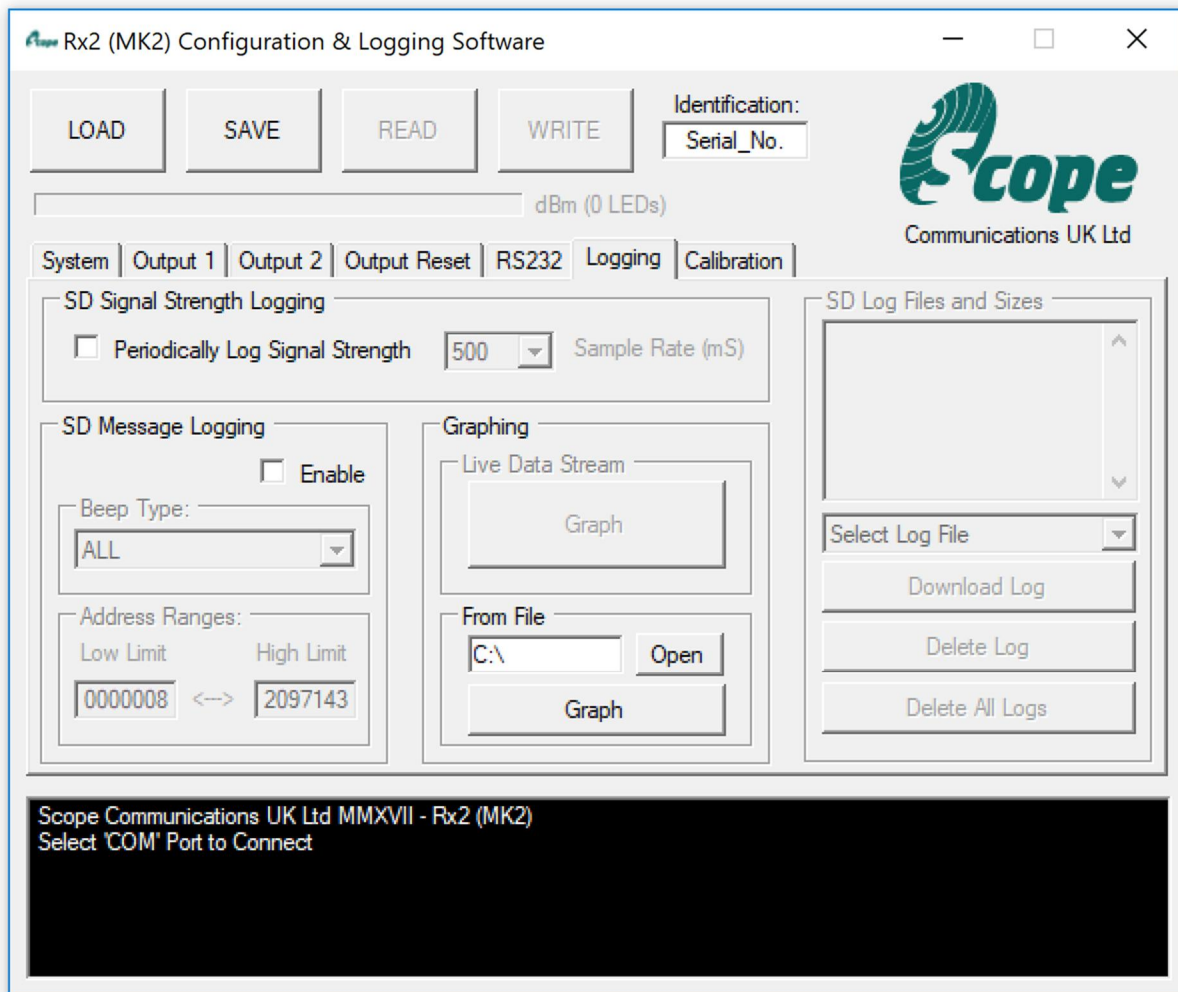 Scope Rx2 (MK2) Configuration & Logging Software
LOAD
SAVE
READ
WRITE
Identification:
Serial_No.
Scope
Communications UK Ltd
dBm (0 LEDs)
System
Output 1
Output 2
Output Reset
RS232
Logging
Calibration
SD Signal Strength Logging
Periodically Log Signal Strength
500
Sample Rate (mS)
SD Message Logging
Enable
Beep Type:
ALL
Address Ranges:
Low Limit
High Limit
0000008 <---> 2097143
Graphing
Live Data Stream
Graph
From File
C:\
Open
Graph
SD Log Files and Sizes
Select Log File
Download Log
Delete Log
Delete All Logs
Scope Communications UK Ltd MMXVII - Rx2 (MK2)
Select 'COM' Port to Connect